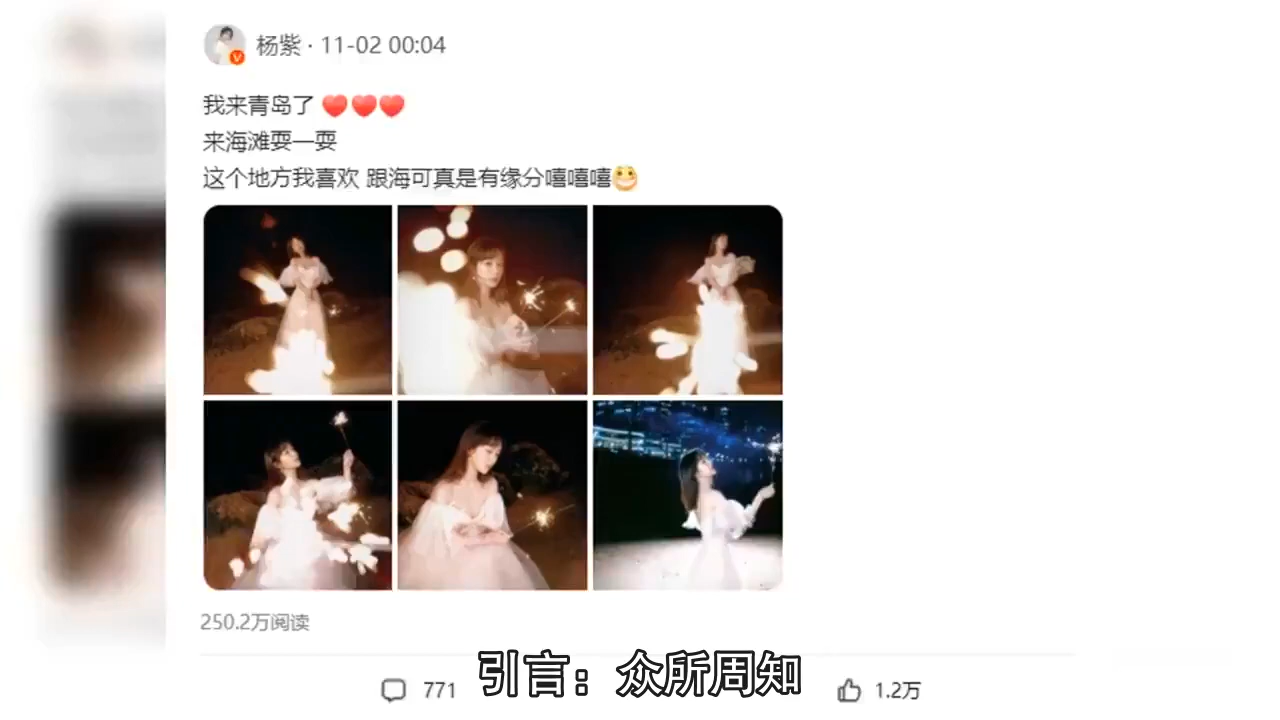 杨紫 · 11-02 00:04
我来青岛了 ❤️❤️❤️
来海滩耍一耍
这个地方我喜欢 跟海可真是有缘分嘻嘻嘻😀
250.2万阅读
771
1.2万
引言：众所周知